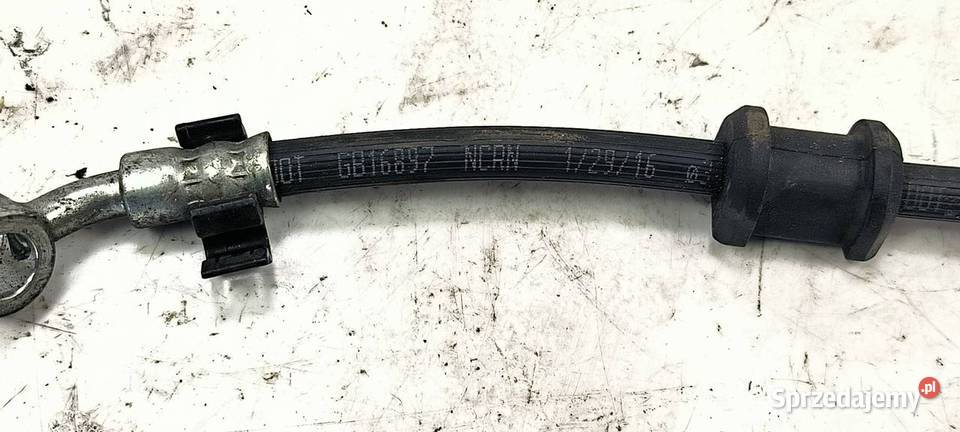 DOT GB16897 NCRN 1/29/16
Sprzedajemy.pl